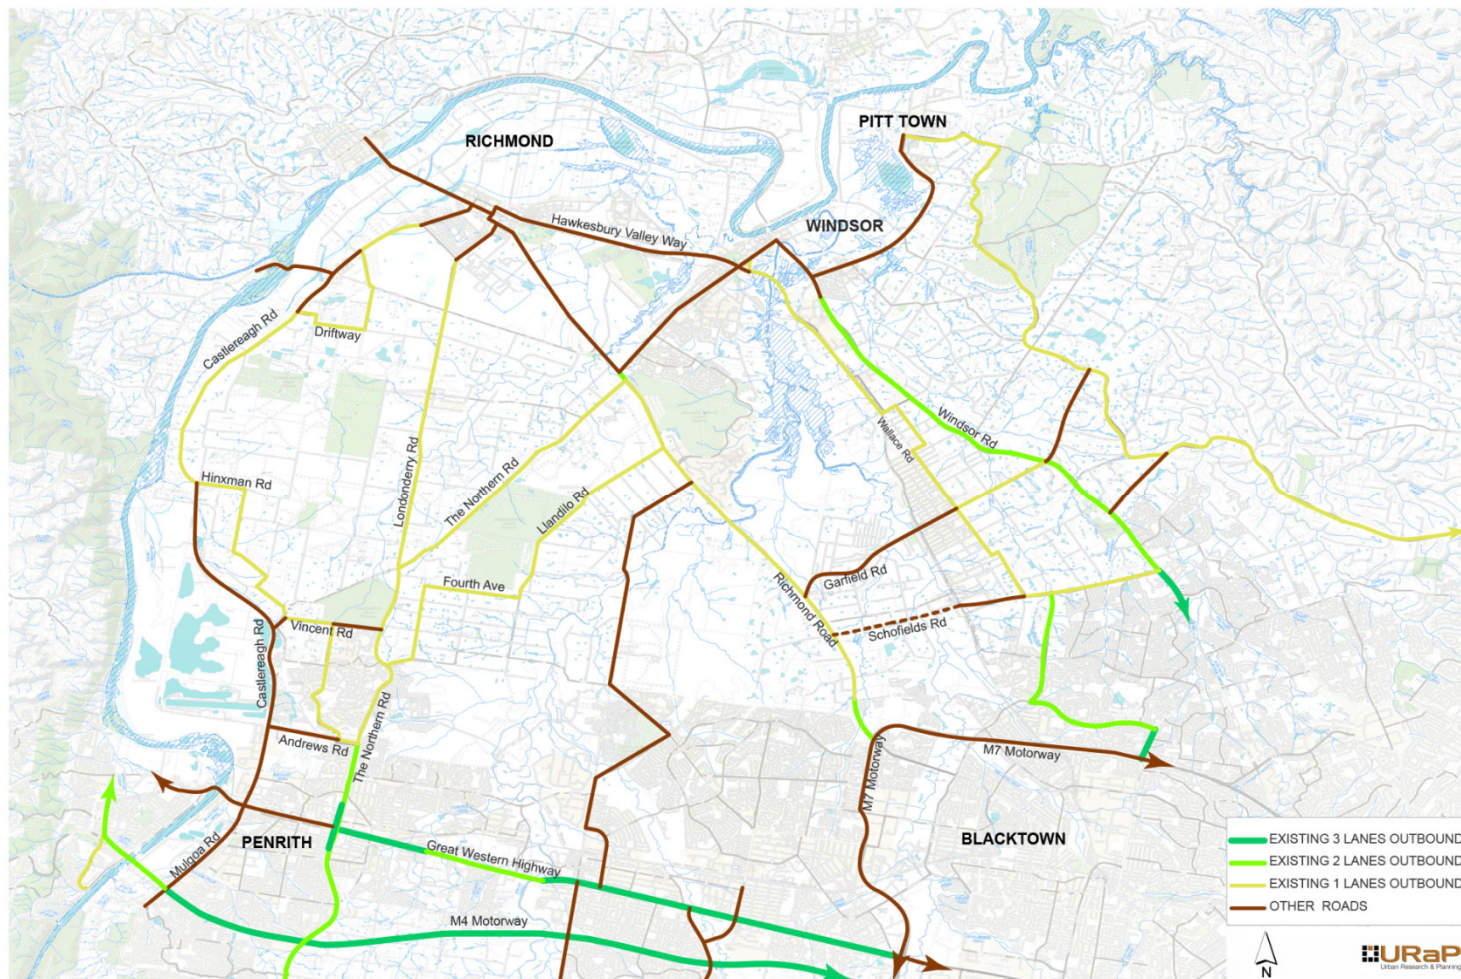 PITT TOWN
RICHMOND
Hawkesbury Valley Way
WINDSOR
Castlereagh Rd
Driftway
Windsor Rd
Wallace Rd
Londonderry Rd
The Northern Rd
Hinxman Rd
Llandilo Rd
Fourth Ave
Garfield Rd
Richmond Road
Schofields Rd
Vincent Rd
Castlereagh Rd
The Northern Rd
Andrews Rd
M7 Motorway
M7 Motorway
PENRITH
Mulgoa Rd
Great Western Highway
BLACKTOWN
M4 Motorway
EXISTING 3 LANES OUTBOUND
EXISTING 2 LANES OUTBOUND
EXISTING 1 LANES OUTBOUND
OTHER ROADS
N
URaP
Urban Research & Planning